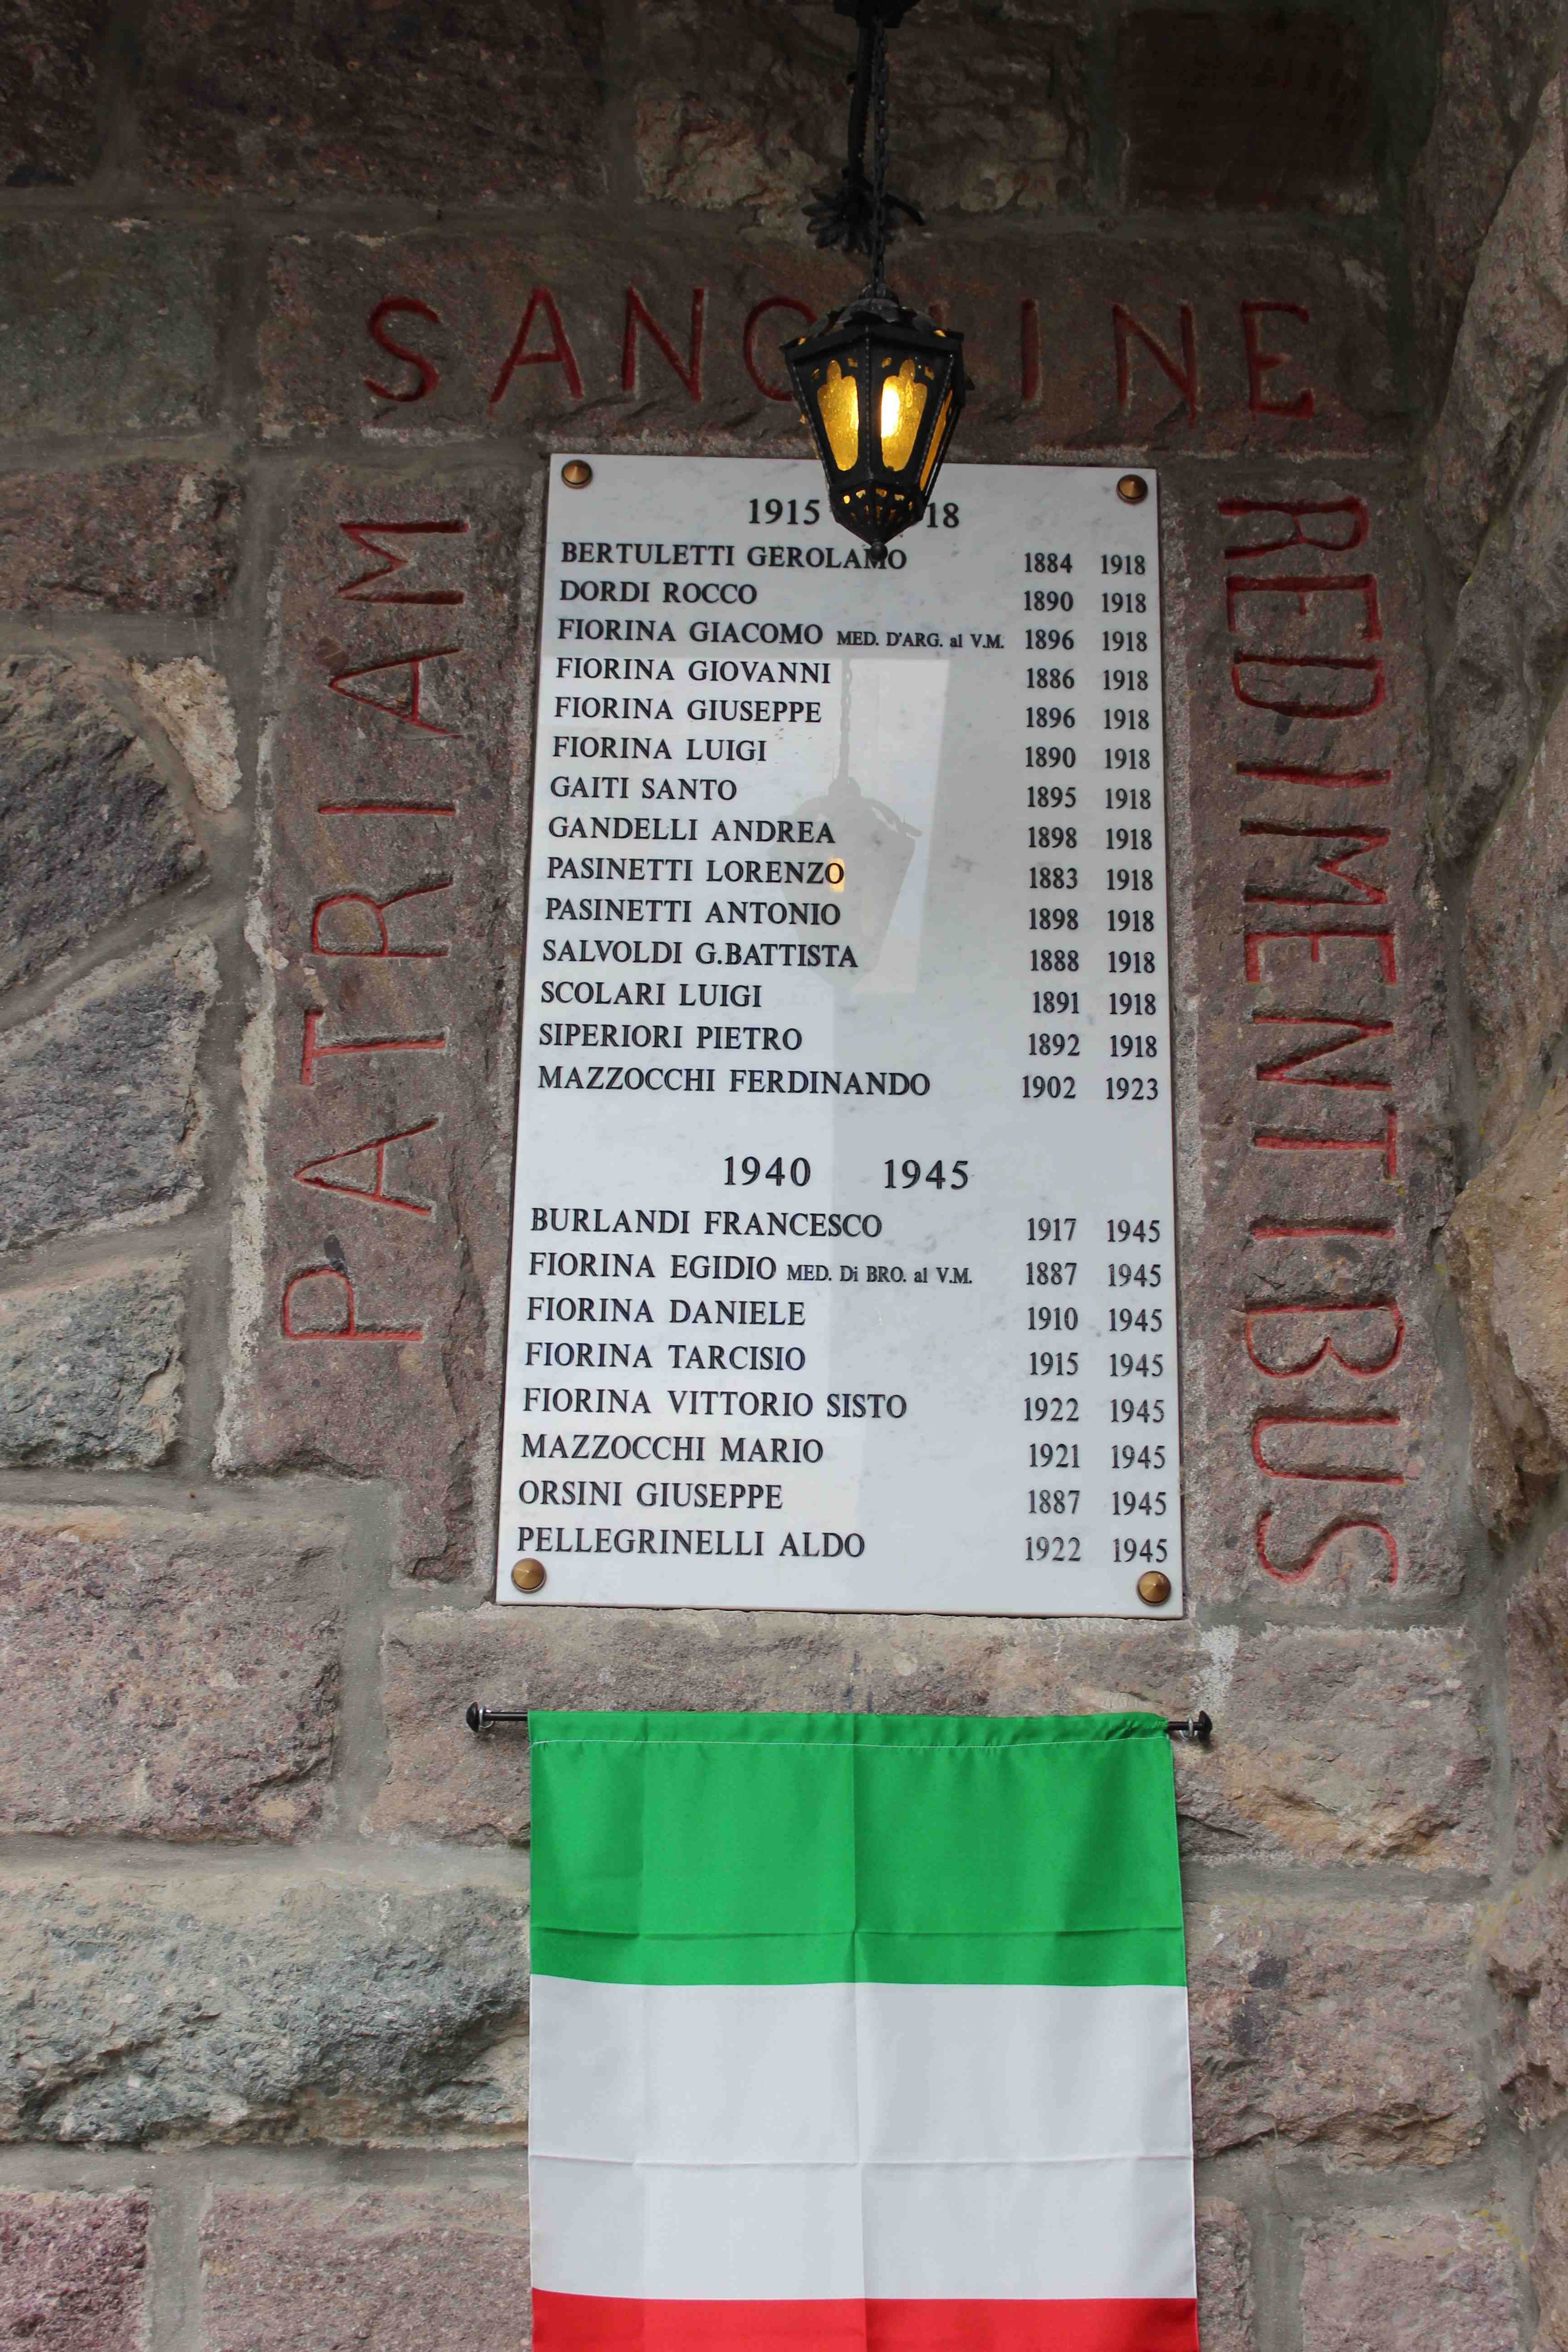 PATRIAM
SAN INE
REDIMENTIBUS
1915 18
BERTULETTI GEROLAMO 1884 1918
DORDI ROCCO 1890 1918
FIORINA GIACOMO MED. D'ARG. al V.M. 1896 1918
FIORINA GIOVANNI 1886 1918
FIORINA GIUSEPPE 1896 1918
FIORINA LUIGI 1890 1918
GAITI SANTO 1895 1918
GANDELLI ANDREA 1898 1918
PASINETTI LORENZO 1883 1918
PASINETTI ANTONIO 1898 1918
SALVOLDI G.BATTISTA 1888 1918
SCOLARI LUIGI 1891 1918
SIPERIORI PIETRO 1892 1918
MAZZOCCHI FERDINANDO 1902 1923
1940 1945
BURLANDI FRANCESCO 1917 1945
FIORINA EGIDIO MED. Di BRO. al V.M. 1887 1945
FIORINA DANIELE 1910 1945
FIORINA TARCISIO 1915 1945
FIORINA VITTORIO SISTO 1922 1945
MAZZOCCHI MARIO 1921 1945
ORSINI GIUSEPPE 1887 1945
PELLEGRINELLI ALDO 1922 1945